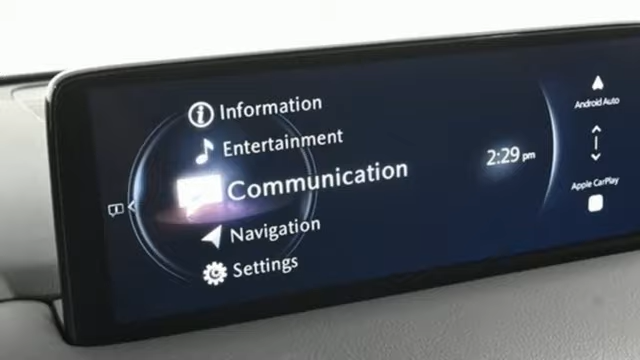 Information
Entertainment
Communication
Navigation
Settings
2:29 pm
Android Auto
Apple CarPlay